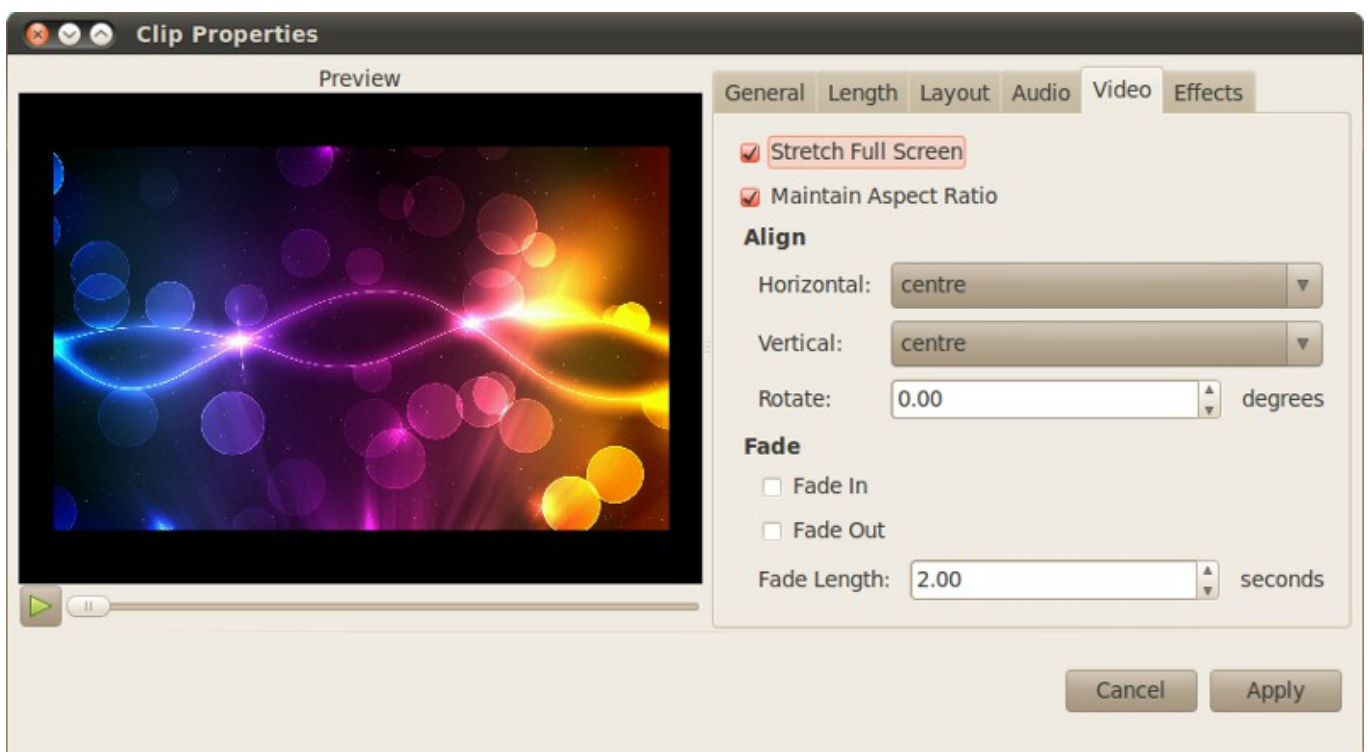 Clip Properties
Preview
General Length Layout Audio Video Effects
Stretch Full Screen
Maintain Aspect Ratio
Align
Horizontal: centre
Vertical: centre
Rotate: 0.00 degrees
Fade
Fade In
Fade Out
Fade Length: 2.00 seconds
Cancel Apply